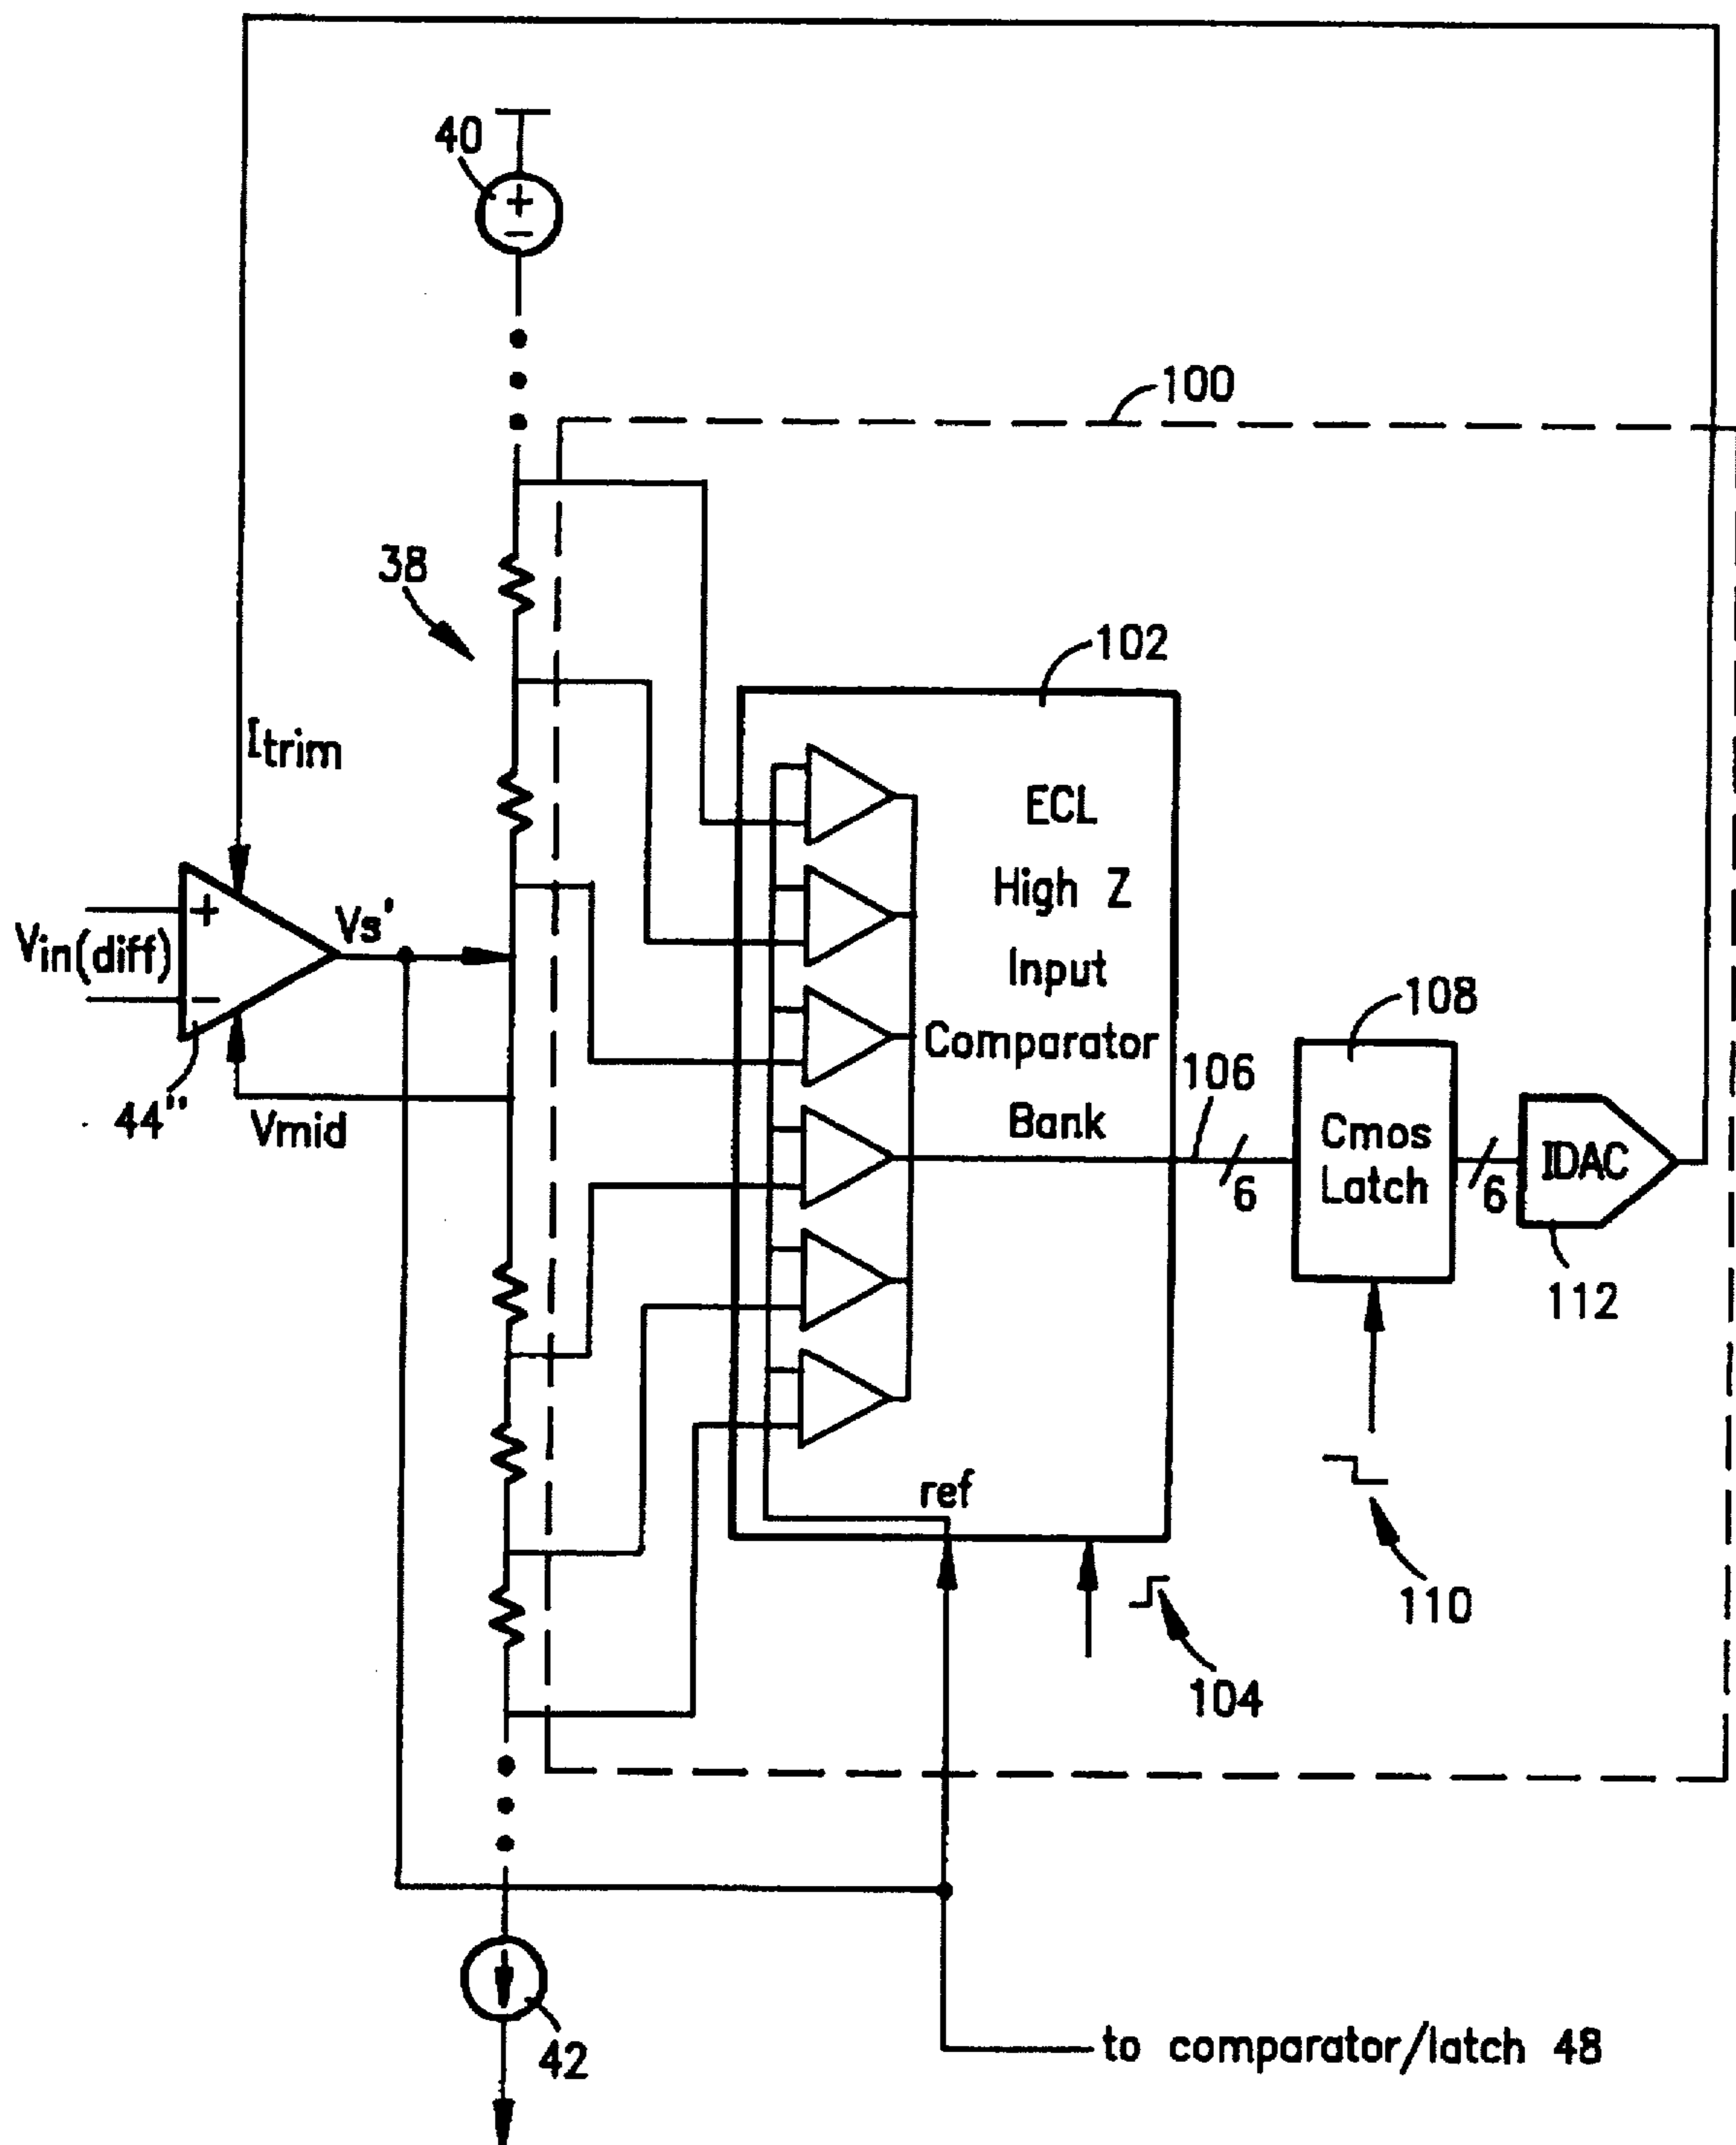 40
+
−
100
38
102
Itrim
ECL
High Z
Input
Comparator
Bank
+
Vs'
Vin(diff)
−
108
106
44"
Vmid
Cmos
Latch
6
6
IDAC
112
ref
110
104
42
to comparator/latch 48